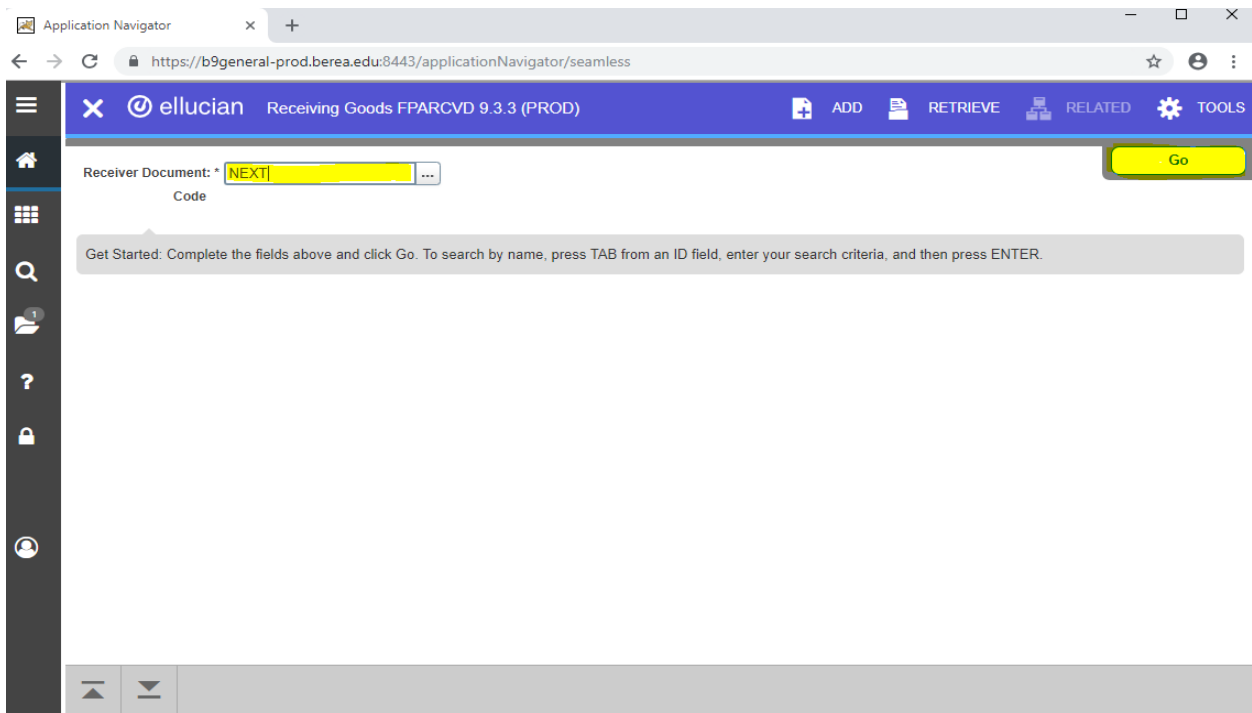 Application Navigator
https://b9general-prod.berea.edu:8443/applicationNavigator/seamless
ellucian Receiving Goods FPARCVD 9.3.3 (PROD) ADD RETRIEVE RELATED TOOLS
Receiver Document: * NEXT ... Go
Code
Get Started: Complete the fields above and click Go. To search by name, press TAB from an ID field, enter your search criteria, and then press ENTER.
1
?